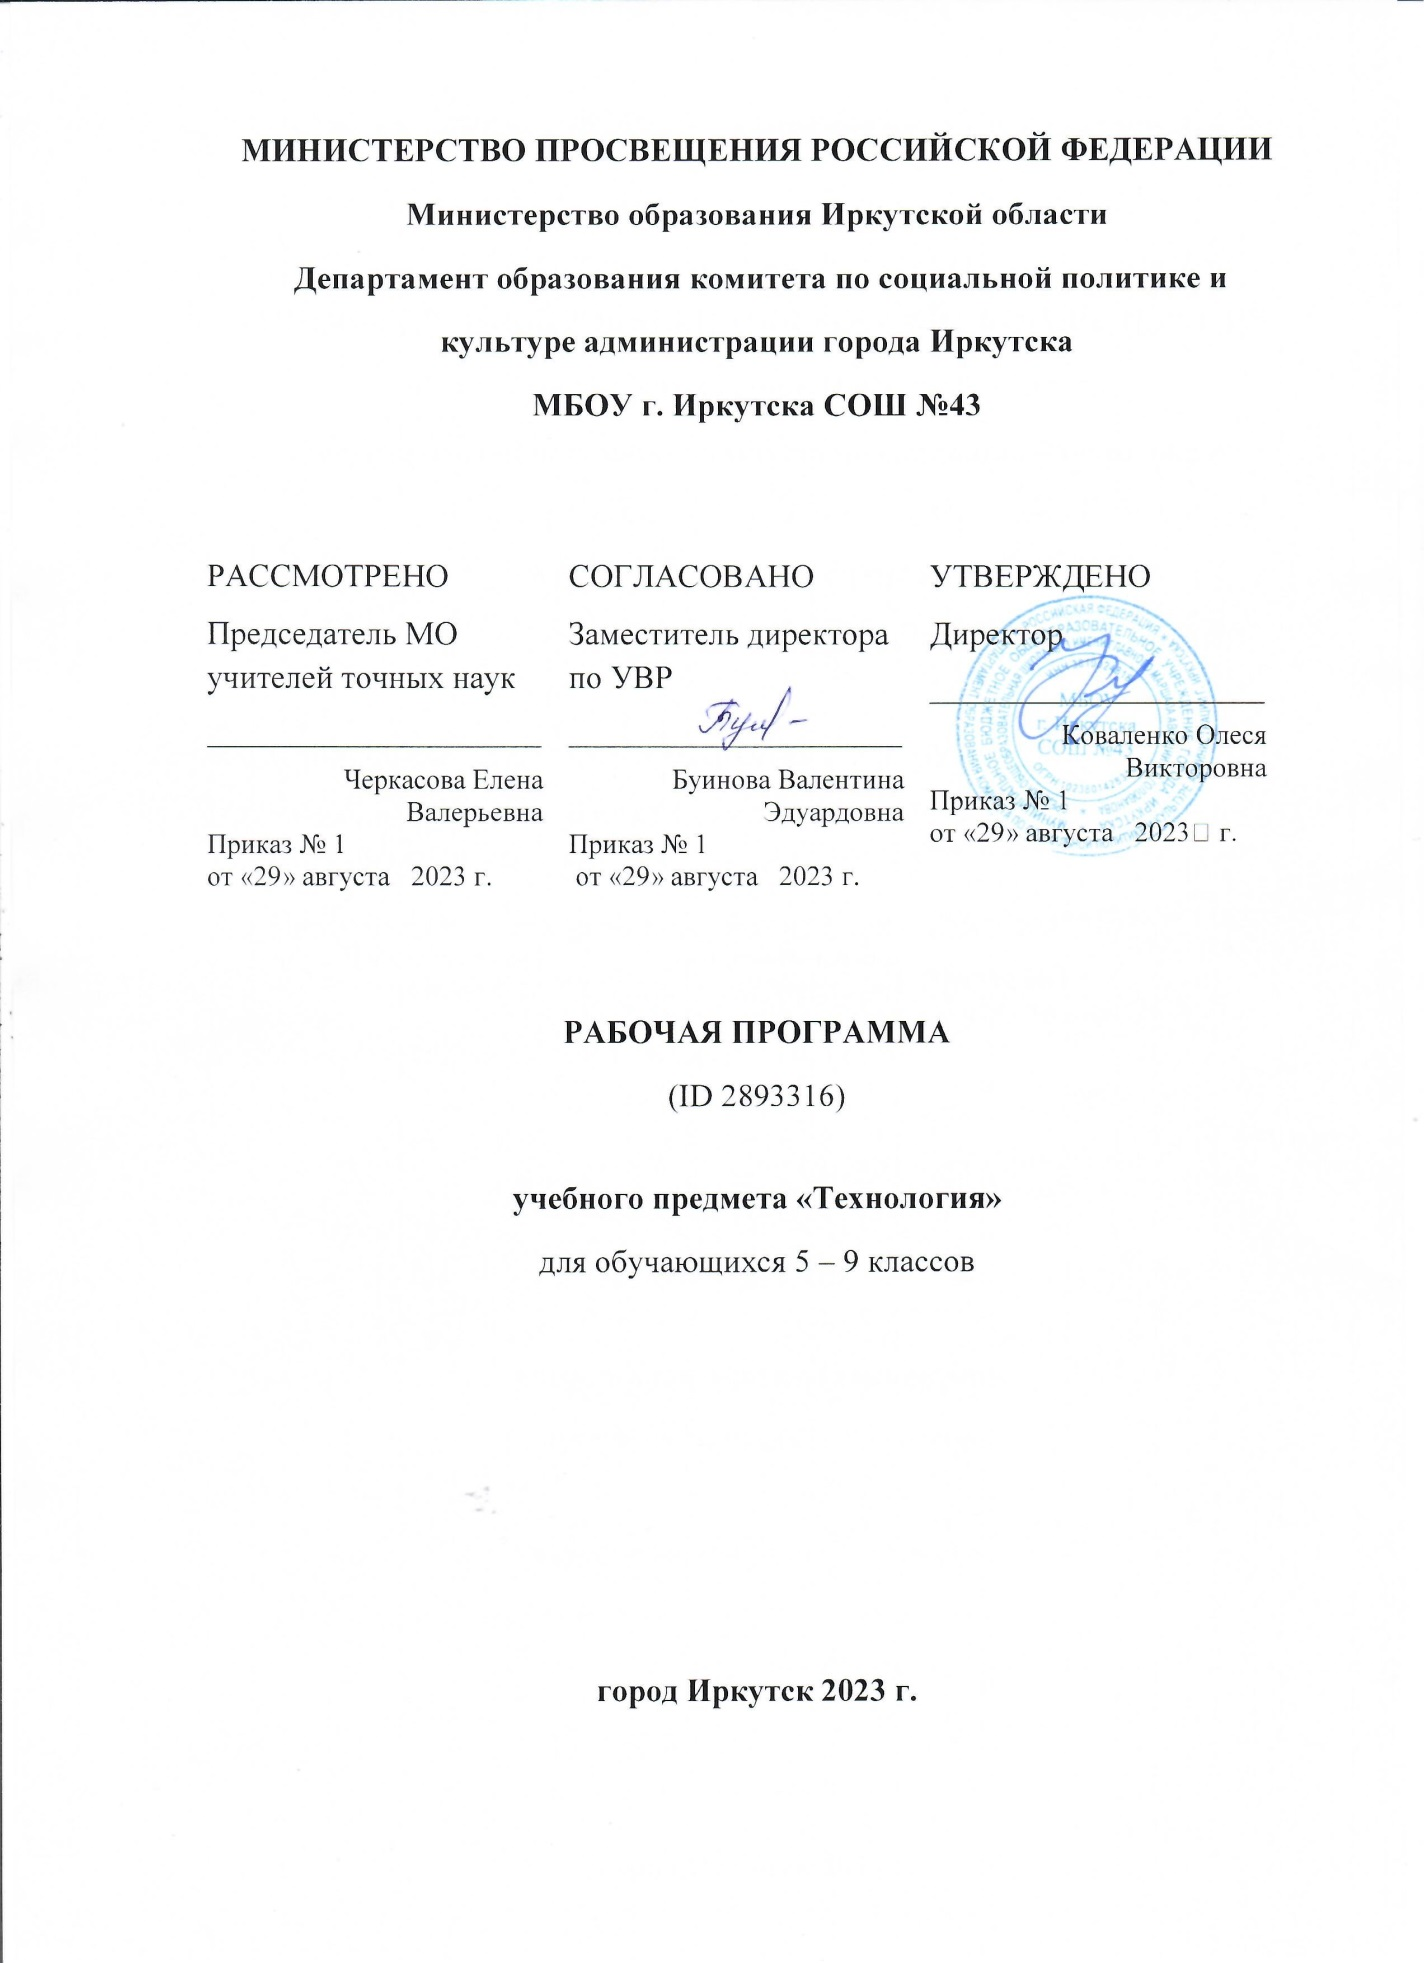 МИНИСТЕРСТВО ПРОСВЕЩЕНИЯ РОССИЙСКОЙ ФЕДЕРАЦИИ
Министерство образования Иркутской области
Департамент образования комитета по социальной политике и
культуре администрации города Иркутска
МБОУ г. Иркутска СОШ №43
РАССМОТРЕНО
Председатель МО
учителей точных наук
Черкасова Елена
Валерьевна
Приказ № 1
от «29» августа 2023 г.
СОГЛАСОВАНО
Заместитель директора
по УВР
Буинова Валентина
Эдуардовна
Приказ № 1
от «29» августа 2023 г.
УТВЕРЖДЕНО
Директор
Коваленко Олеся
Викторовна
Приказ № 1
от «29» августа 2023 г.
МБОУ
г. Иркутска
СОШ №43
РАБОЧАЯ ПРОГРАММА
(ID 2893316)
учебного предмета «Технология»
для обучающихся 5 – 9 классов
город Иркутск 2023 г.